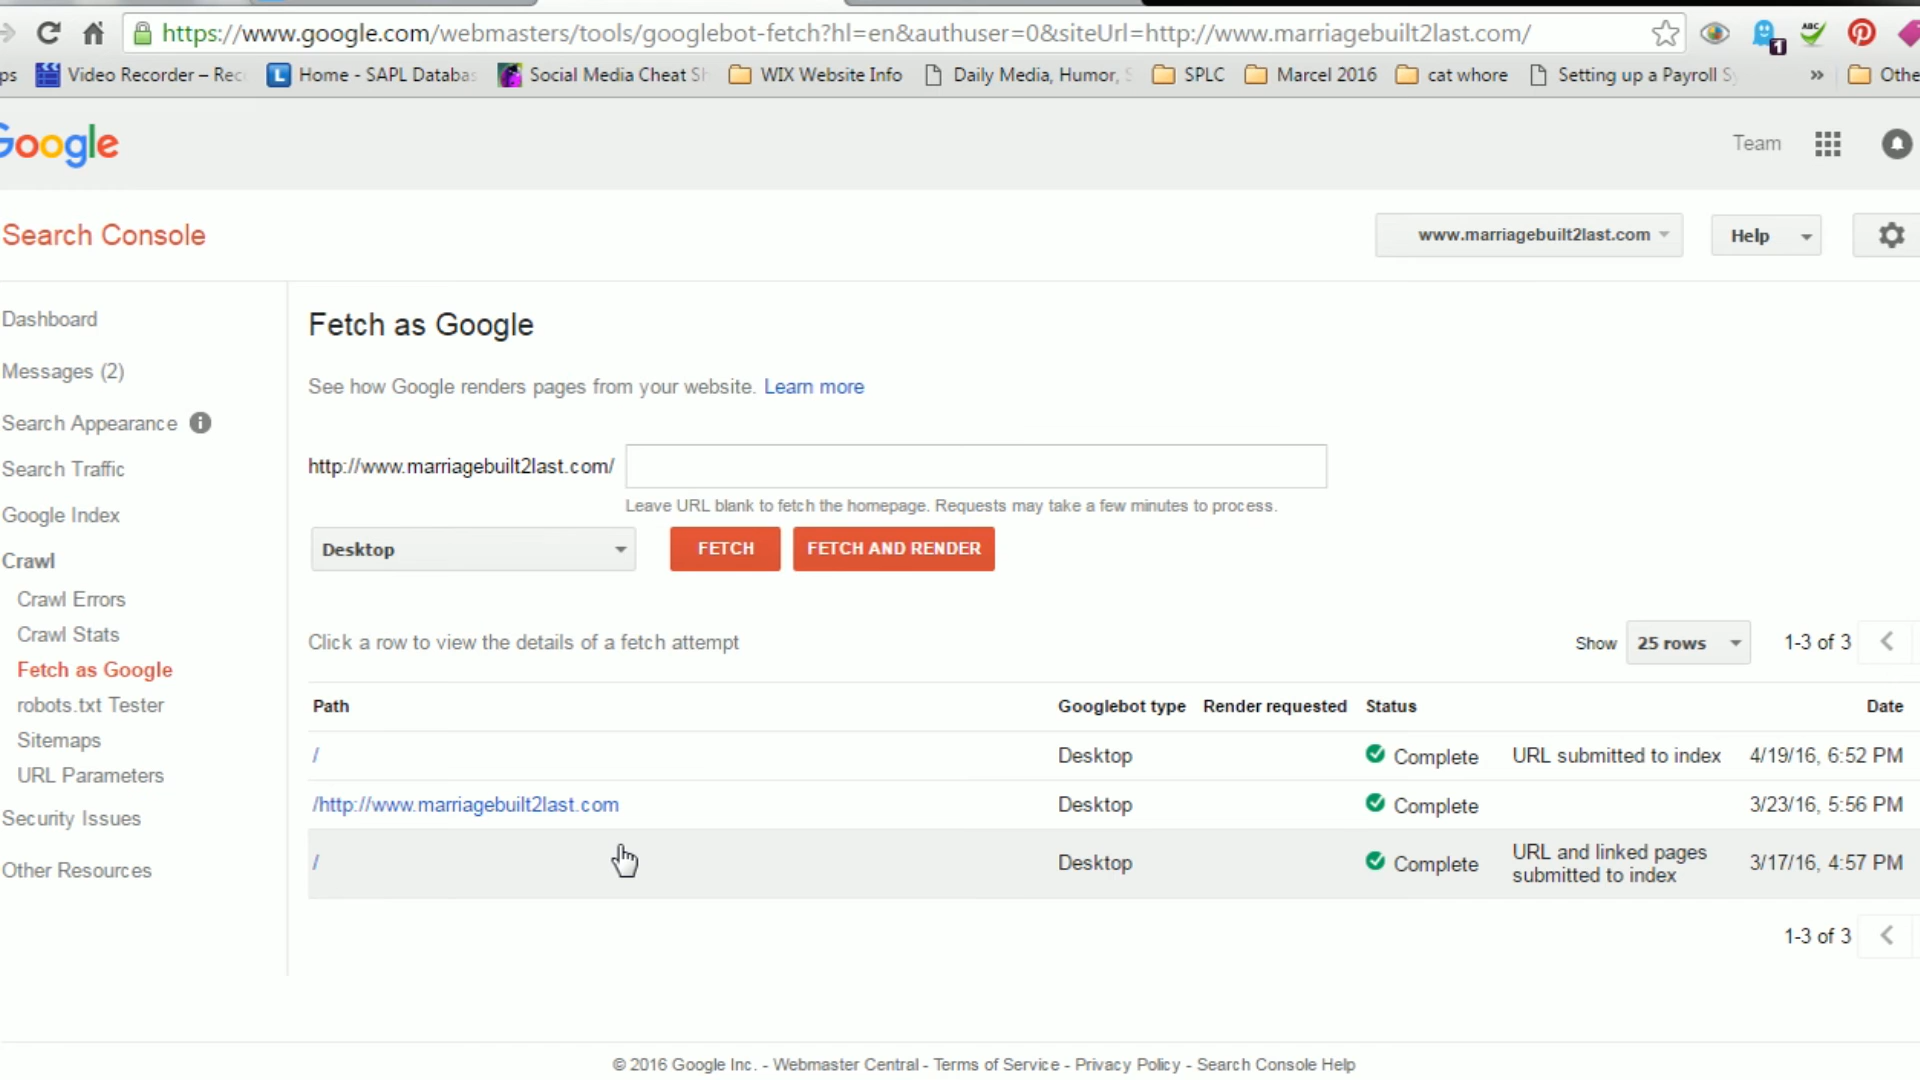 https://www.google.com/webmasters/tools/googlebot-fetch?hl=en&authuser=0&siteUrl=http://www.marriagebuilt2last.com/
ABC
1
ps Video Recorder – Rec Home - SAPL Databas Social Media Cheat Sh WIX Website Info Daily Media, Humor, S SPLC Marcel 2016 cat whore Setting up a Payroll Sy » Othe
Google Team
Search Console www.marriagebuilt2last.com Help
Dashboard
Messages (2)
Search Appearance i
Search Traffic
Google Index
Crawl
Crawl Errors
Crawl Stats
Fetch as Google
robots.txt Tester
Sitemaps
URL Parameters
Security Issues
Other Resources
Fetch as Google
See how Google renders pages from your website. Learn more
http://www.marriagebuilt2last.com/
Leave URL blank to fetch the homepage. Requests may take a few minutes to process.
Desktop FETCH FETCH AND RENDER
Click a row to view the details of a fetch attempt Show 25 rows 1-3 of 3
Path Googlebot type Render requested Status Date
/ Desktop Complete URL submitted to index 4/19/16, 6:52 PM
/http://www.marriagebuilt2last.com Desktop Complete 3/23/16, 5:56 PM
/ Desktop Complete URL and linked pages submitted to index 3/17/16, 4:57 PM
1-3 of 3
© 2016 Google Inc. - Webmaster Central - Terms of Service - Privacy Policy - Search Console Help